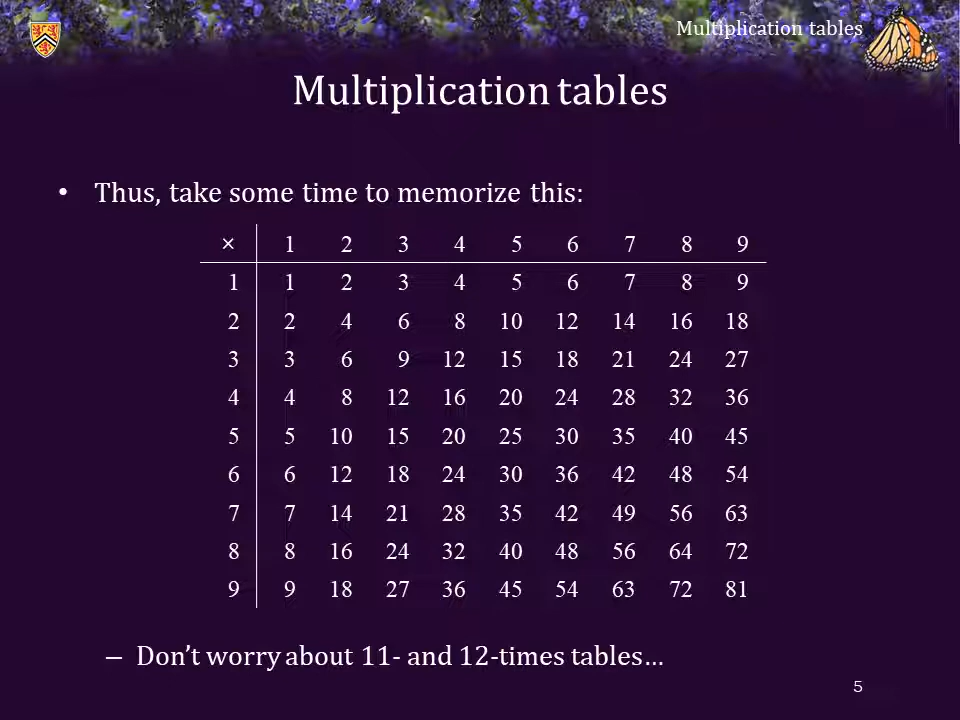 Multiplication tables
Multiplication tables
• Thus, take some time to memorize this:
× 1 2 3 4 5 6 7 8 9
1 1 2 3 4 5 6 7 8 9
2 2 4 6 8 10 12 14 16 18
3 3 6 9 12 15 18 21 24 27
4 4 8 12 16 20 24 28 32 36
5 5 10 15 20 25 30 35 40 45
6 6 12 18 24 30 36 42 48 54
7 7 14 21 28 35 42 49 56 63
8 8 16 24 32 40 48 56 64 72
9 9 18 27 36 45 54 63 72 81
– Don’t worry about 11- and 12-times tables…
5